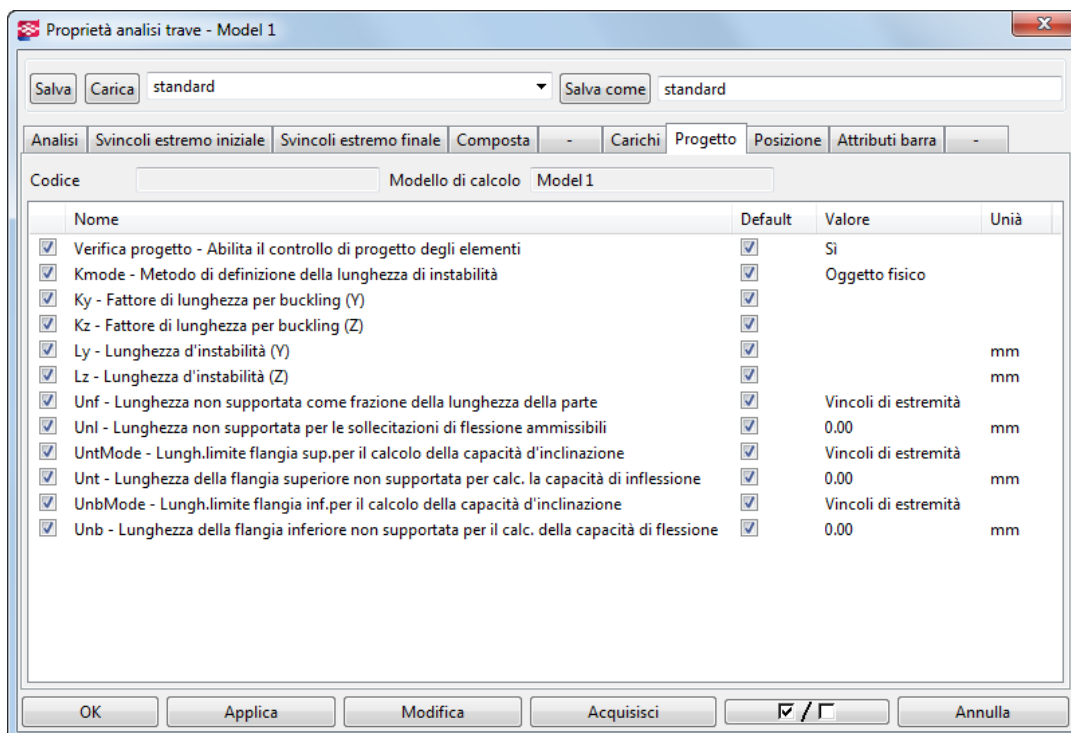 Proprietà analisi trave - Model 1
x
Salva Carica standard Salva come standard
Analisi Svincoli estremo iniziale Svincoli estremo finale Composta - Carichi Progetto Posizione Attributi barra -
Codice Modello di calcolo Model 1
Nome Default Valore Unià
Verifica progetto - Abilita il controllo di progetto degli elementi Sì
Kmode - Metodo di definizione della lunghezza di instabilità Oggetto fisico
Ky - Fattore di lunghezza per buckling (Y)
Kz - Fattore di lunghezza per buckling (Z)
Ly - Lunghezza d'instabilità (Y) mm
Lz - Lunghezza d'instabilità (Z) mm
Unf - Lunghezza non supportata come frazione della lunghezza della parte Vincoli di estremità
Unl - Lunghezza non supportata per le sollecitazioni di flessione ammissibili 0.00 mm
UntMode - Lungh.limite flangia sup.per il calcolo della capacità d'inclinazione Vincoli di estremità
Unt - Lunghezza della flangia superiore non supportata per calc. la capacità di inflessione 0.00 mm
UnbMode - Lungh.limite flangia inf.per il calcolo della capacità d'inclinazione Vincoli di estremità
Unb - Lunghezza della flangia inferiore non supportata per il calc. della capacità di flessione 0.00 mm
OK Applica Modifica Acquisisci / Annulla